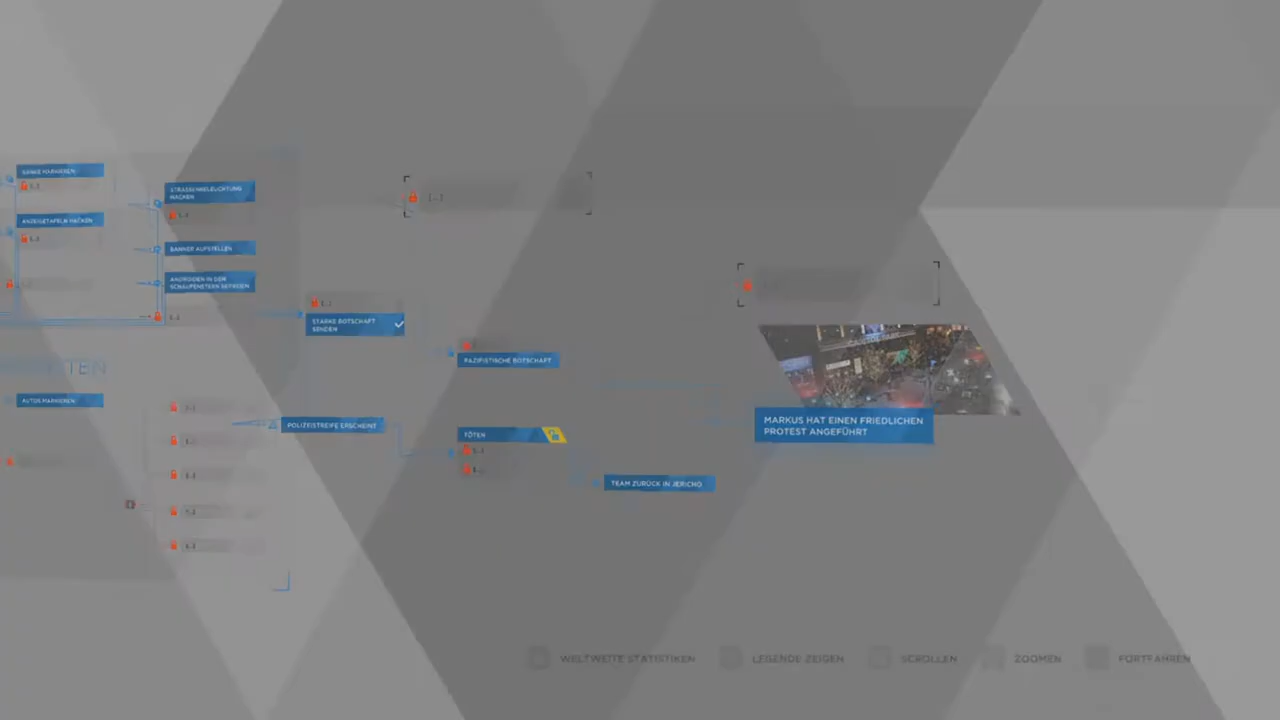 BÄNKE MARKIEREN
[...]
ANZEIGETAFELN HACKEN
[...]
STRASSENBELEUCHTUNG
HACKEN
[...]
BANNER AUFSTELLEN
ANDROIDEN IN DEN
SCHAUFENSTERN BEFREIEN
[...]
AUTOS MARKIEREN
[...]
[...]
[...]
[...]
[...]
[...]
STARKE BOTSCHAFT
SENDEN
POLIZEISTREIFE ERSCHEINT
[...]
PAZIFISTISCHE BOTSCHAFT
TÖTEN
[...]
TEAM ZURÜCK IN JERICHO
MARKUS HAT EINEN FRIEDLICHEN
PROTEST ANGEFÜHRT
WELTWEITE STATISTIKEN
LEGENDE ZEIGEN
SCROLLEN
ZOOMEN
FORTFAHREN